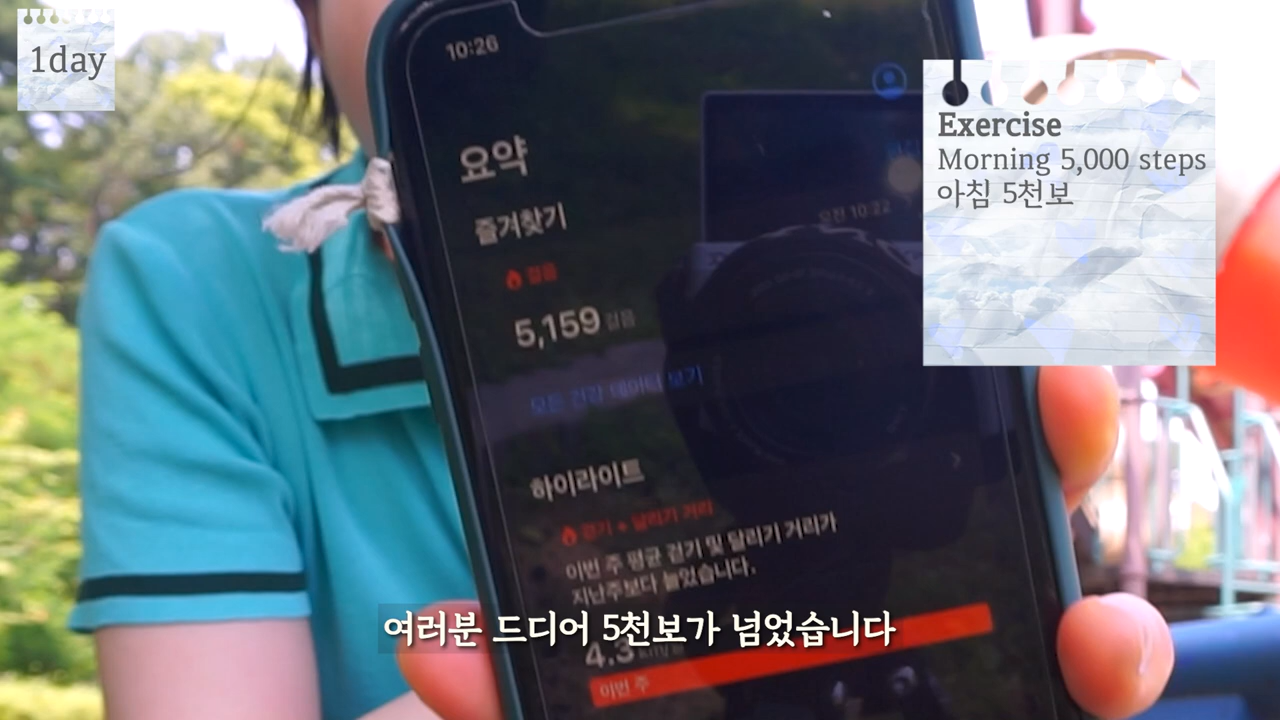 1day
10:26
Exercise
Morning 5,000 steps
아침 5천보
요약
즐겨찾기
오전 10:22
걸음
5,159 걸음
모든 건강 데이터 보기
하이라이트
걷기 + 달리기 거리
이번 주 평균 걷기 및 달리기 거리가
지난주보다 늘었습니다.
여러분 드디어 5천보가 넘었습니다
4.3
이번 주